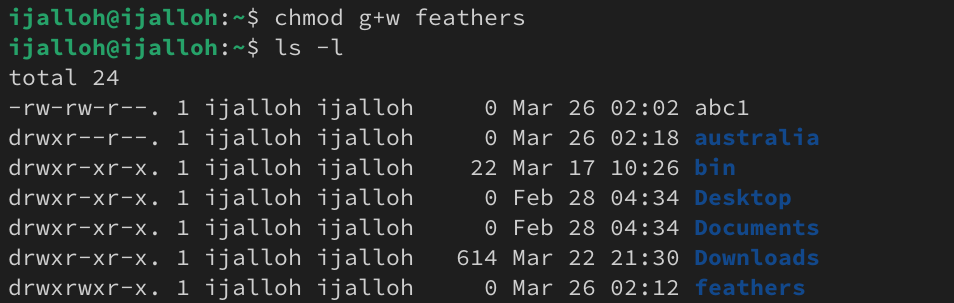 ijalloh@ijalloh:~$ chmod g+w feathers
ijalloh@ijalloh:~$ ls -l
total 24
-rw-rw-r--. 1 ijalloh ijalloh   0 Mar 26 02:02 abc1
drwxr--r--. 1 ijalloh ijalloh   0 Mar 26 02:18 australia
drwxr-xr-x. 1 ijalloh ijalloh  22 Mar 17 10:26 bin
drwxr-xr-x. 1 ijalloh ijalloh   0 Feb 28 04:34 Desktop
drwxr-xr-x. 1 ijalloh ijalloh   0 Feb 28 04:34 Documents
drwxr-xr-x. 1 ijalloh ijalloh 614 Mar 22 21:30 Downloads
drwxrwxr-x. 1 ijalloh ijalloh   0 Mar 26 02:12 feathers